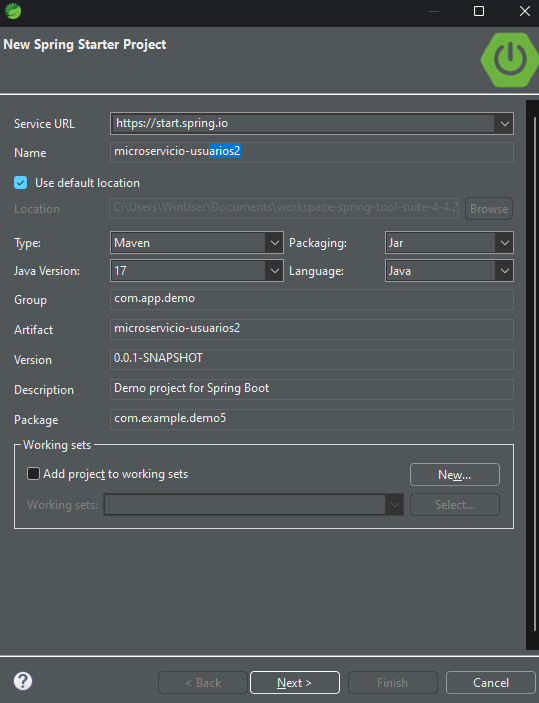 New Spring Starter Project
Service URL https://start.spring.io
Name microservicio-usuarios2
Use default location
Location C:\Users\WinUser\Documents\workspace-spring-tool-suite-4-4.2 Browse
Type: Maven Packaging: Jar
Java Version: 17 Language: Java
Group com.app.demo
Artifact microservicio-usuarios2
Version 0.0.1-SNAPSHOT
Description Demo project for Spring Boot
Package com.example.demo5
Working sets
Add project to working sets New...
Working sets: Select...
? < Back Next > Finish Cancel